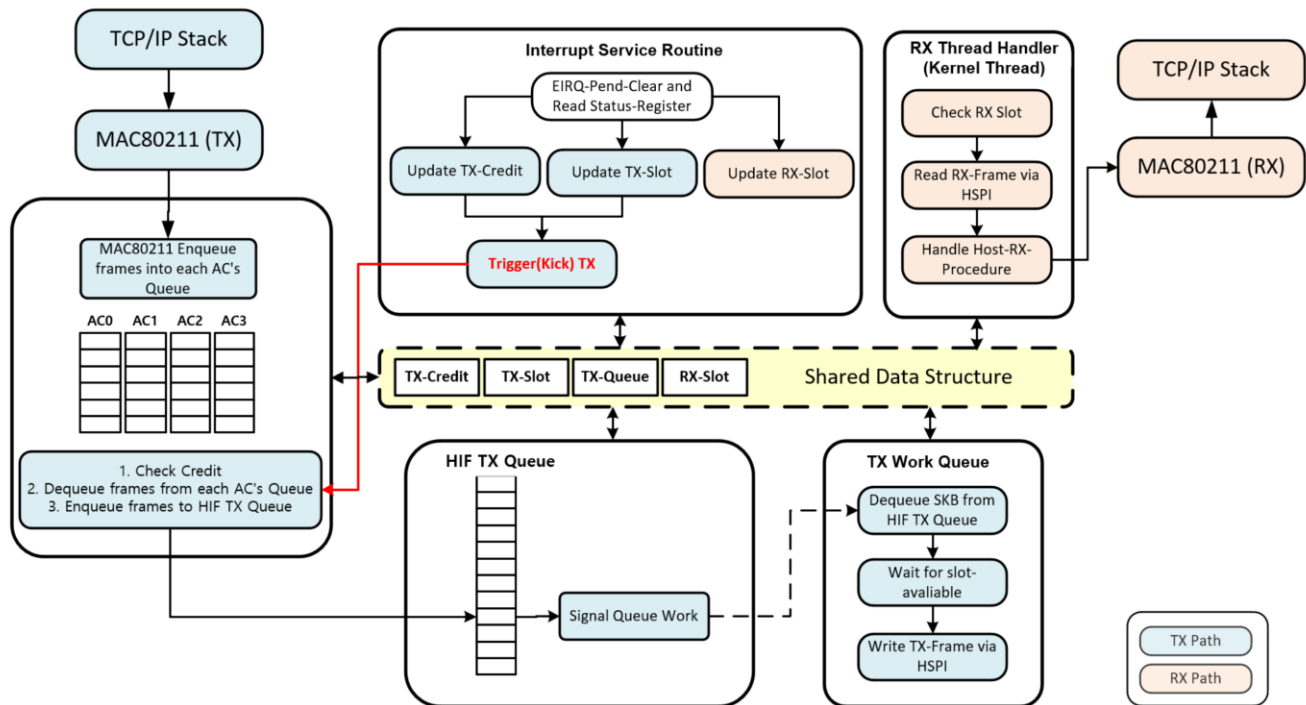 TCP/IP Stack
MAC80211 (TX)
MAC80211 Enqueue
frames into each AC's
Queue
AC0 AC1 AC2 AC3
1. Check Credit
2. Dequeue frames from each AC's Queue
3. Enqueue frames to HIF TX Queue
Interrupt Service Routine
EIRQ-Pend-Clear and
Read Status-Register
Update TX-Credit
Update TX-Slot
Update RX-Slot
Trigger(Kick) TX
RX Thread Handler
(Kernel Thread)
Check RX Slot
Read RX-Frame via
HSPI
Handle Host-RX-
Procedure
TCP/IP Stack
MAC80211 (RX)
TX-Credit
TX-Slot
TX-Queue
RX-Slot
Shared Data Structure
HIF TX Queue
Signal Queue Work
TX Work Queue
Dequeue SKB from
HIF TX Queue
Wait for slot-
avaliable
Write TX-Frame via
HSPI
TX Path
RX Path